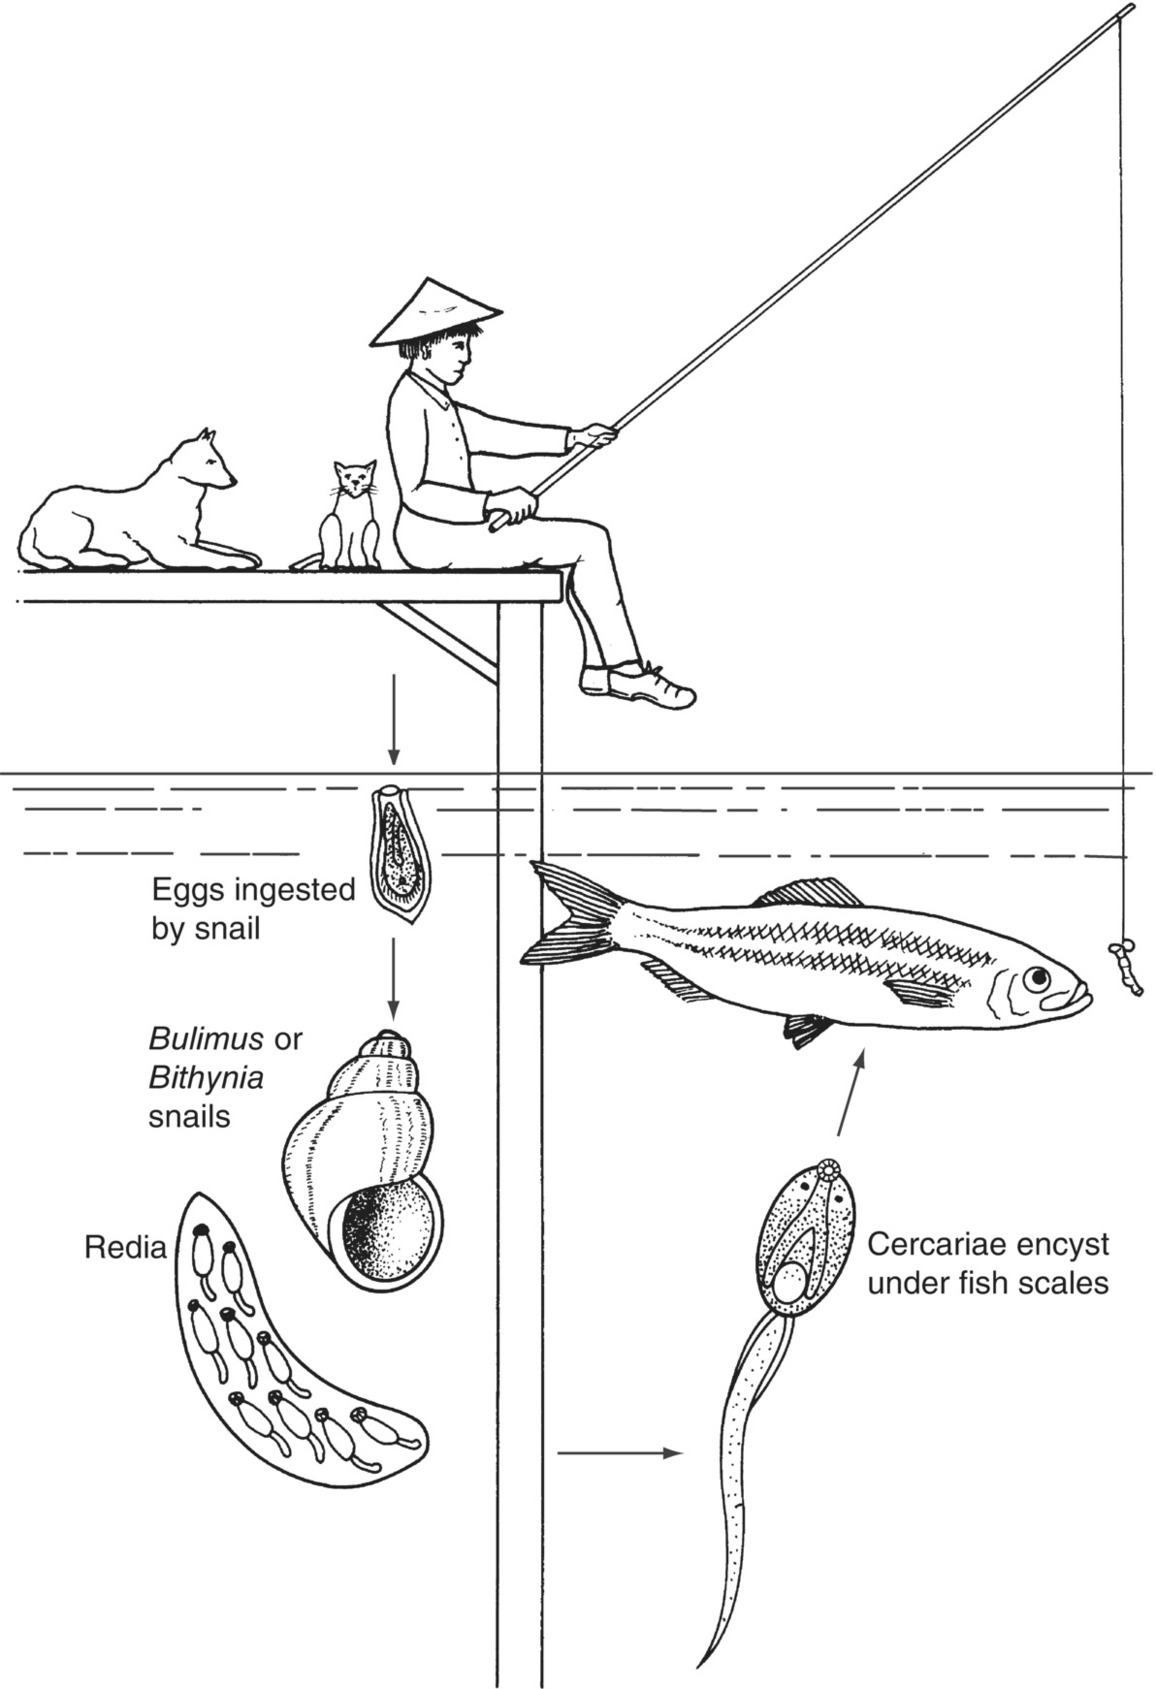 Eggs ingested
by snail
Bulimus or
Bithynia
snails
Redia
Cercariae encyst
under fish scales